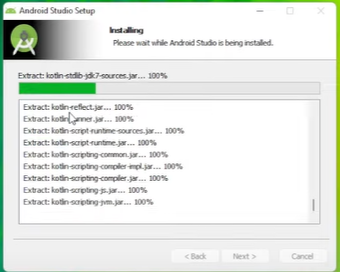 Android Studio Setup
Installing
Please wait while Android Studio is being installed.
Extract: kotlin-stdlib-jdk7-sources.jar... 100%
Extract: kotlin-reflect.jar... 100%
Extract: kotlin-runner.jar... 100%
Extract: kotlin-script-runtime-sources.jar... 100%
Extract: kotlin-script-runtime.jar... 100%
Extract: kotlin-scripting-common.jar... 100%
Extract: kotlin-scripting-compiler-impl.jar... 100%
Extract: kotlin-scripting-compiler.jar... 100%
Extract: kotlin-scripting-js.jar... 100%
Extract: kotlin-scripting-jvm.jar... 100%
< Back Next > Cancel